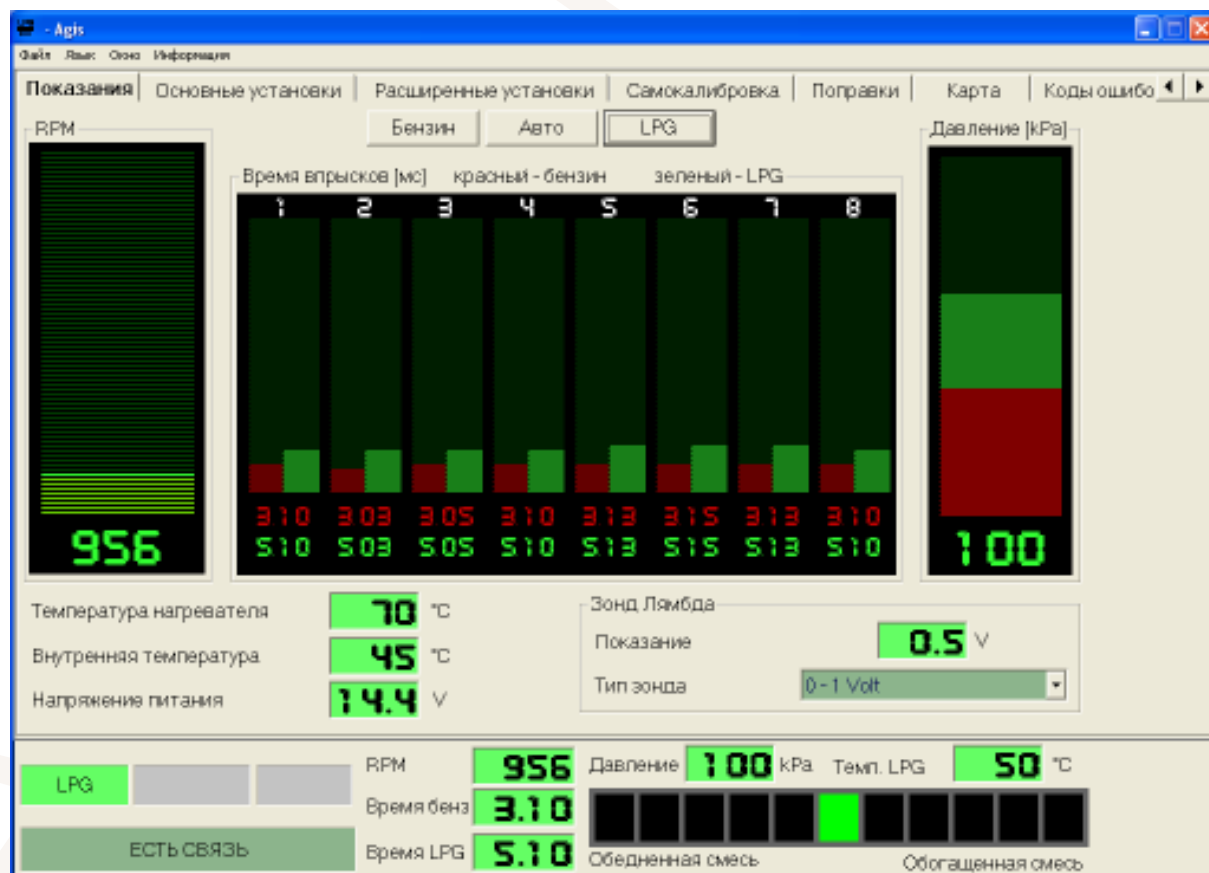 - Agis
Файл Язык Окно Информация
Показания Основные установки Расширенные установки Самокалибровка Поправки Карта Коды ошибо
Бензин Авто LPG
RPM
Давление [kPa]
Время впрысков [мс] красный - бензин зеленый - LPG
1 2 3 4 5 6 7 8
3.10 3.03 3.05 3.10 3.13 3.15 3.13 3.10
5.10 5.03 5.05 5.10 5.13 5.15 5.13 5.10
956
100
Температура нагревателя 70 °C
Внутренняя температура 45 °C
Напряжение питания 14.4 V
Зонд Лямбда
Показание 0.5 V
Тип зонда 0 - 1 Volt
LPG
ЕСТЬ СВЯЗЬ
RPM 956
Время бенз 3.10
Время LPG 5.10
Давление 100 kPa Темп. LPG 50 °C
Обедненная смесь Обогащенная смесь